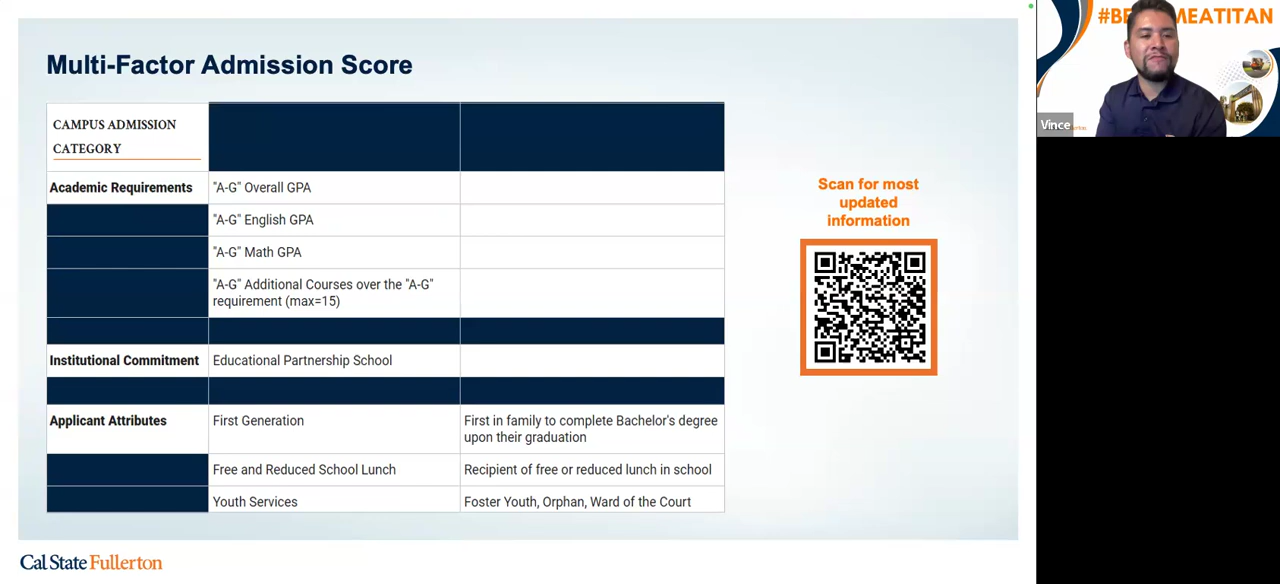 Multi-Factor Admission Score
CAMPUS ADMISSION
CATEGORY
Academic Requirements
"A-G" Overall GPA
"A-G" English GPA
"A-G" Math GPA
"A-G" Additional Courses over the "A-G"
requirement (max=15)
Institutional Commitment
Educational Partnership School
Applicant Attributes
First Generation
First in family to complete Bachelor's degree
upon their graduation
Free and Reduced School Lunch
Recipient of free or reduced lunch in school
Youth Services
Foster Youth, Orphan, Ward of the Court
Scan for most
updated
information
Cal State Fullerton
Vince